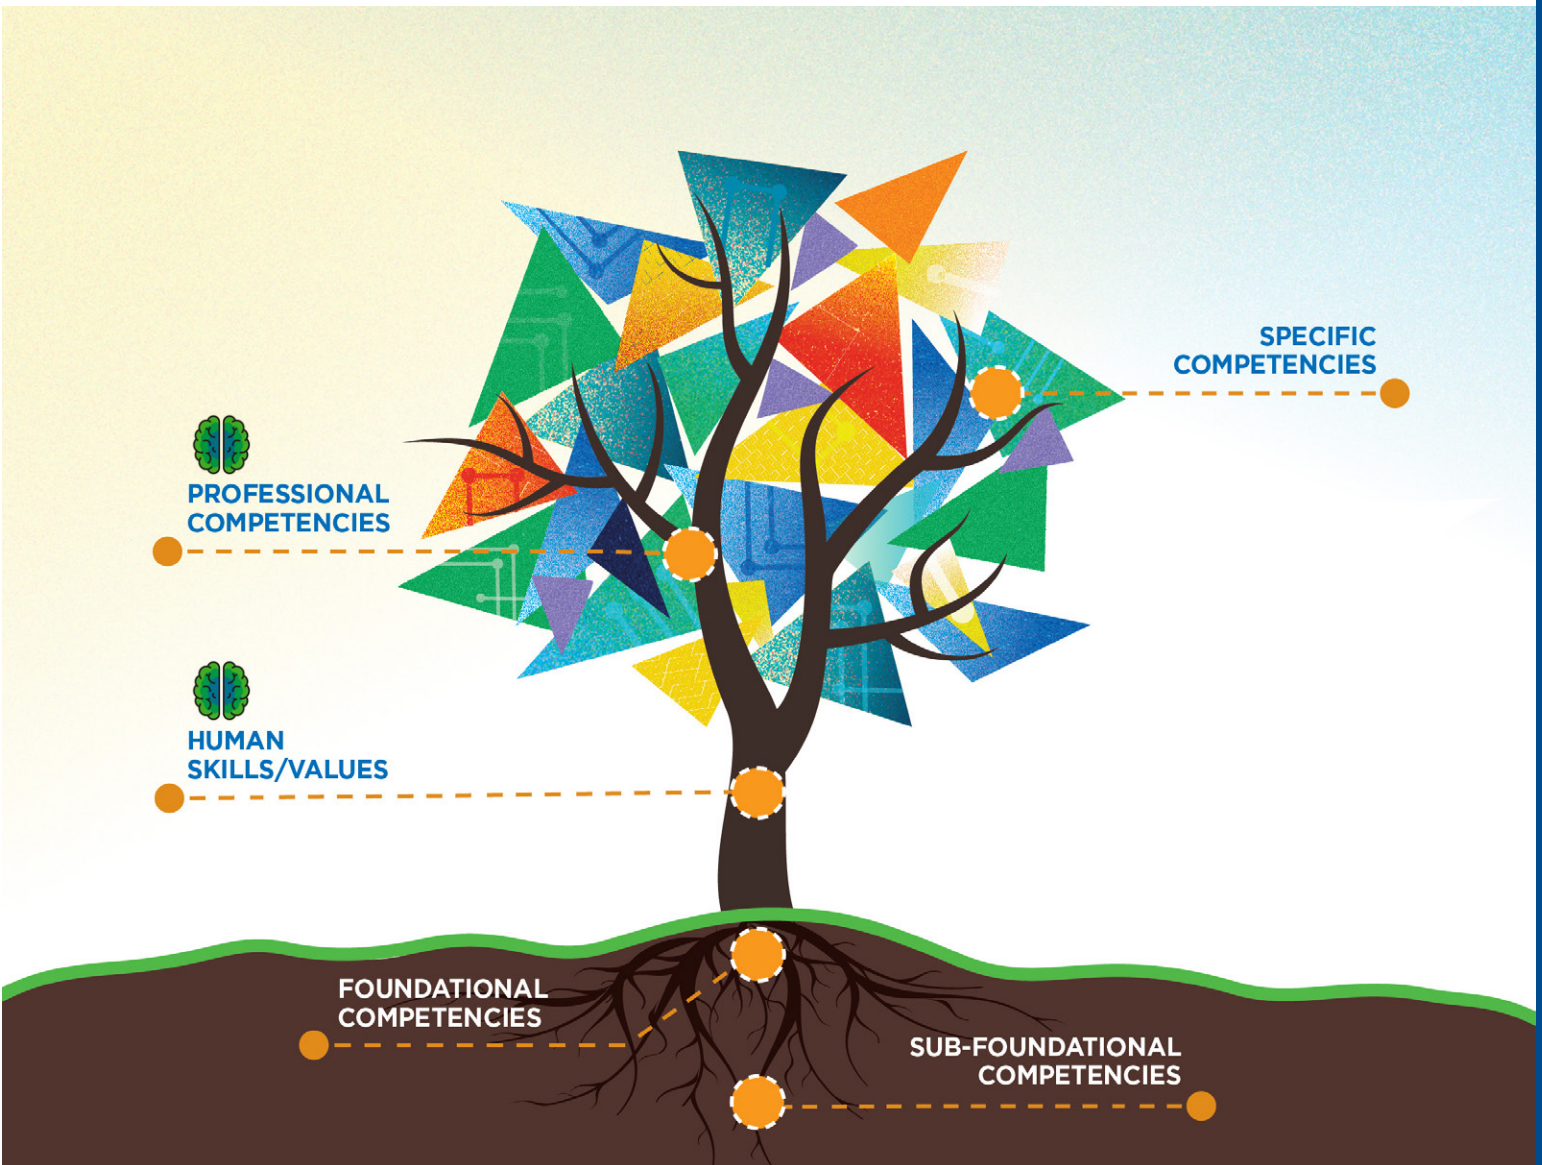 SPECIFIC
COMPETENCIES
PROFESSIONAL
COMPETENCIES
HUMAN
SKILLS/VALUES
FOUNDATIONAL
COMPETENCIES
SUB-FOUNDATIONAL
COMPETENCIES